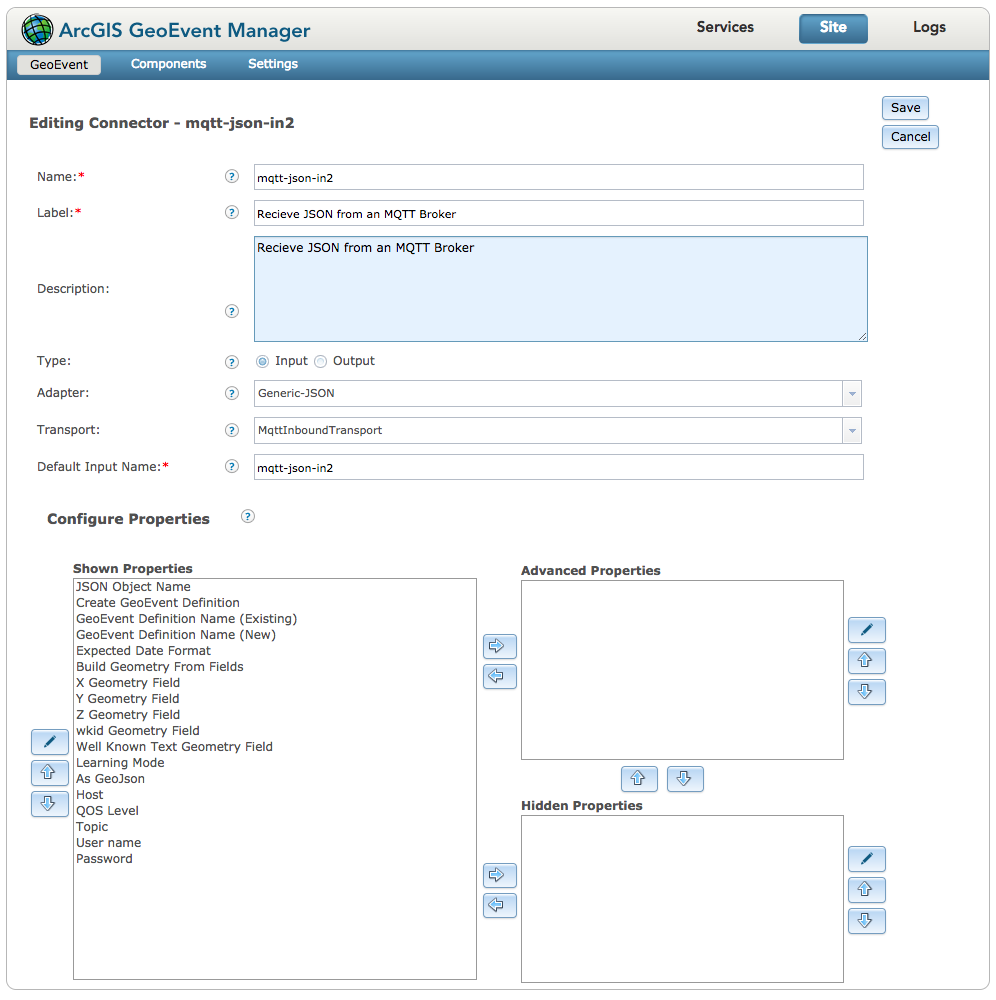 ArcGIS GeoEvent Manager
Services
Site
Logs
GeoEvent
Components
Settings
Editing Connector - mqtt-json-in2
Save
Cancel
Name:*
?
mqtt-json-in2
Label:*
?
Recieve JSON from an MQTT Broker
Description:
?
Recieve JSON from an MQTT Broker
Type:
?
Input
Output
Adapter:
?
Generic-JSON
Transport:
?
MqttInboundTransport
Default Input Name:*
?
mqtt-json-in2
Configure Properties
?
Shown Properties
JSON Object Name
Create GeoEvent Definition
GeoEvent Definition Name (Existing)
GeoEvent Definition Name (New)
Expected Date Format
Build Geometry From Fields
X Geometry Field
Y Geometry Field
Z Geometry Field
wkid Geometry Field
Well Known Text Geometry Field
Learning Mode
As GeoJson
Host
QOS Level
Topic
User name
Password
Advanced Properties
Hidden Properties